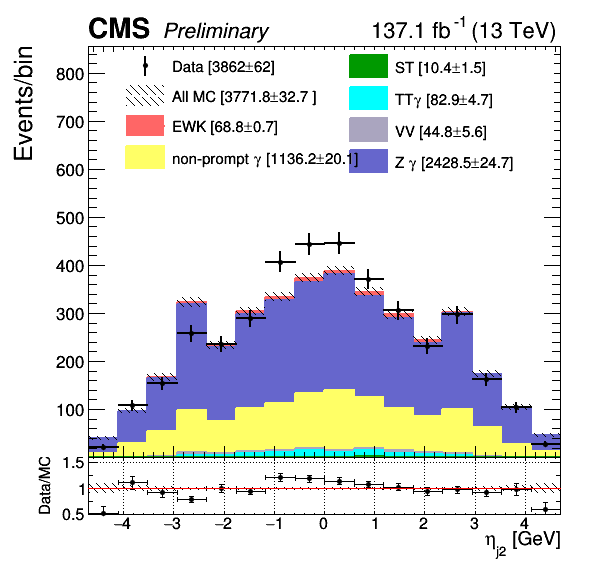 CMS Preliminary 137.1 fb⁻¹ (13 TeV)
Events/bin
800
700
600
500
400
300
200
100
Data [3862±62]
All MC [3771.8±32.7 ]
EWK [68.8±0.7]
non-prompt γ [1136.2±20.1]
ST [10.4±1.5]
TTγ [82.9±4.7]
VV [44.8±5.6]
Z γ [2428.5±24.7]
Data/MC
1.5
1
0.5
−4 −3 −2 −1 0 1 2 3 4
η_j2 [GeV]